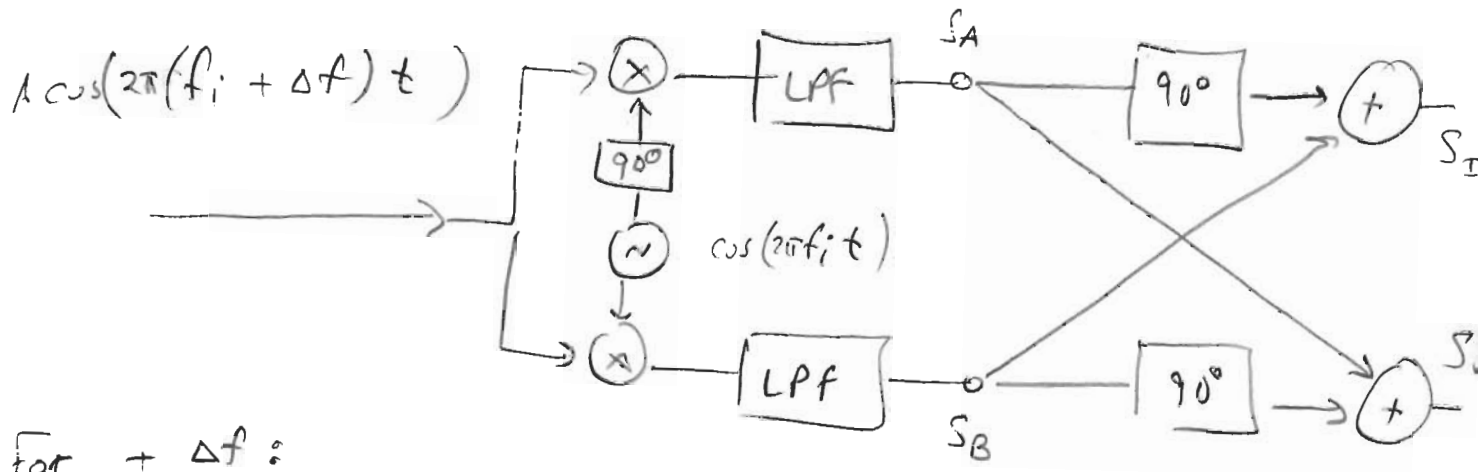 A cos(2π(fᵢ + Δf) t)
×
LPF
S_A
90°
+
S_I
90°
~
cos(2πfᵢ t)
×
LPF
S_B
90°
+
For + Δf :